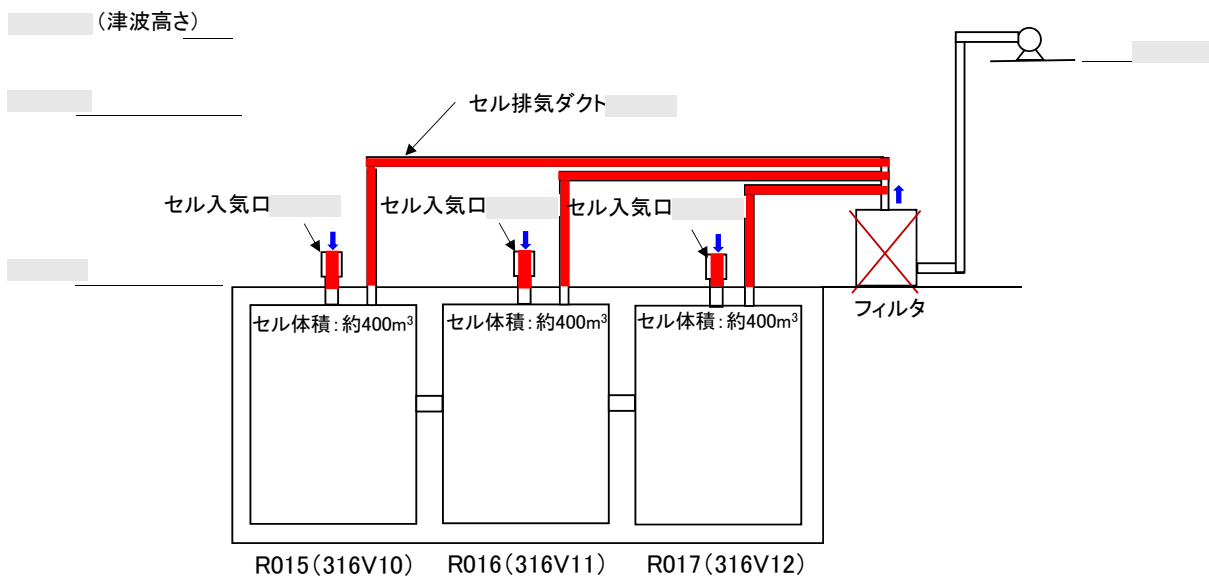 (津波高さ)
セル排気ダクト
セル入気口
セル入気口
セル入気口
フィルタ
セル体積:約400m³
セル体積:約400m³
セル体積:約400m³
R015(316V10)
R016(316V11)
R017(316V12)